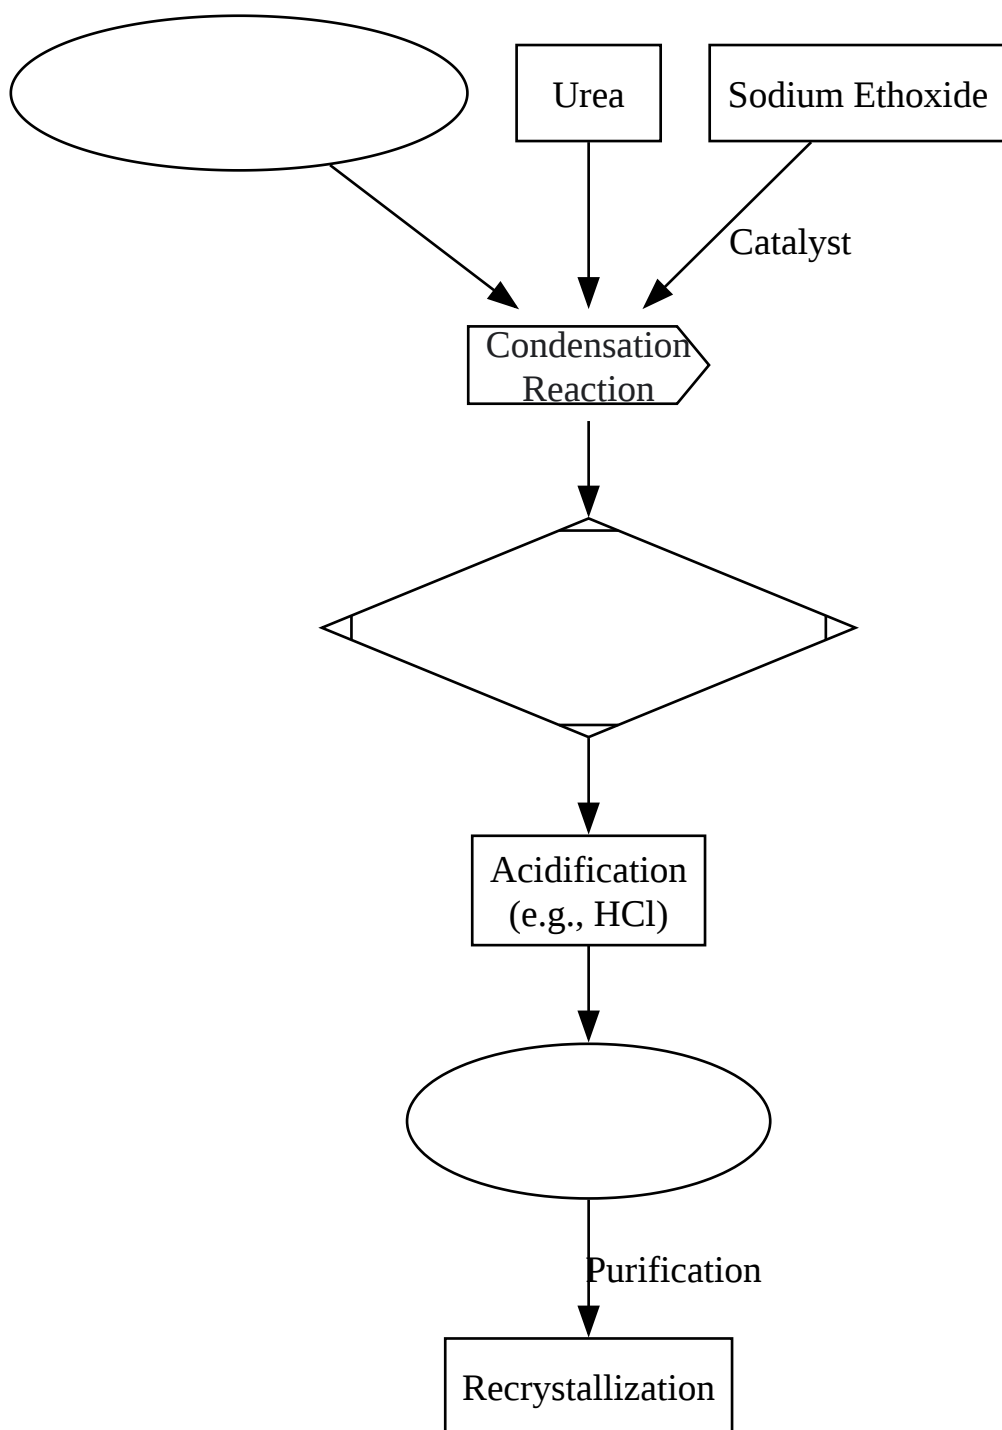 Urea
Sodium Ethoxide
Catalyst
Condensation
Reaction
Acidification
(e.g., HCl)
Purification
Recrystallization